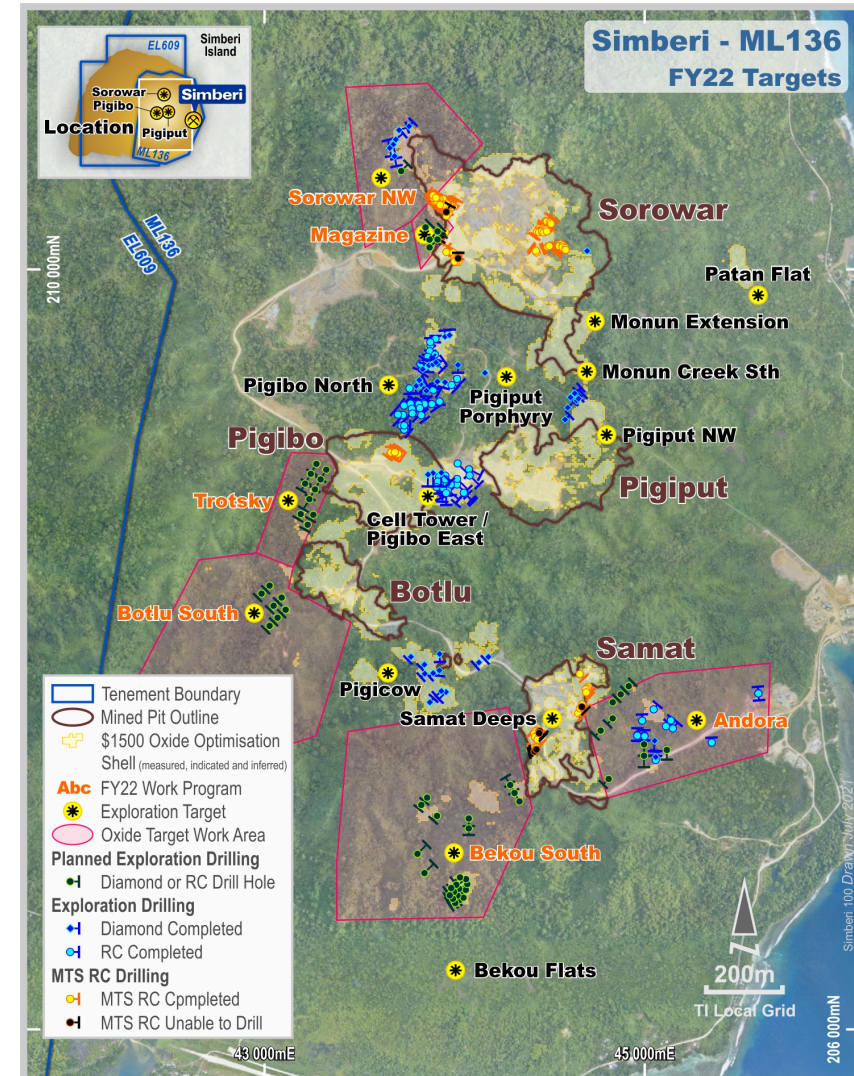 Simberi - ML136
FY22 Targets
EL609
Simberi
Island
Sorowar
Pigibo
Simberi
Location
Pigiput
ML136
Sorowar NW
Sorowar
Magazine
ML136
EL609
210 000mN
Patan Flat
Monun Extension
Monun Creek Sth
Pigibo North
Pigiput
Porphyry
Pigiput NW
Pigibo
Pigiput
Trotsky
Cell Tower /
Pigibo East
Botlu
Botlu South
Samat
Pigicow
Samat Deeps
Andora
Tenement Boundary
Mined Pit Outline
$1500 Oxide Optimisation
Shell (measured, indicated and inferred)
Abc FY22 Work Program
Exploration Target
Oxide Target Work Area
Planned Exploration Drilling
Diamond or RC Drill Hole
Exploration Drilling
Diamond Completed
RC Completed
MTS RC Drilling
MTS RC Cpmpleted
MTS RC Unable to Drill
Bekou South
Bekou Flats
N
200m
TI Local Grid
Simberi 100 Drawn July 2021
206 000mN
43 000mE
45 000mE